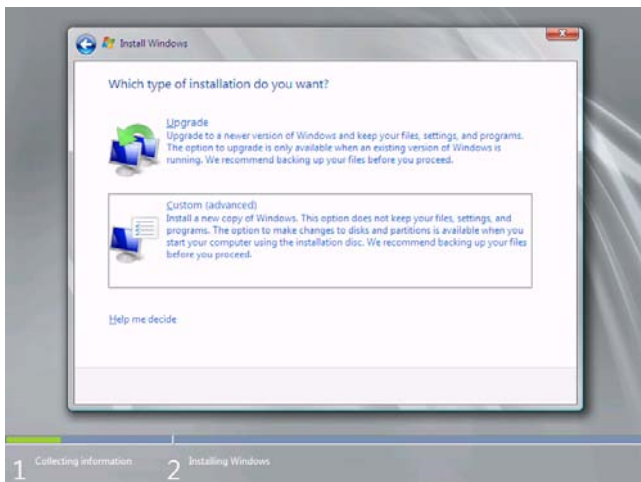 Install Windows
Which type of installation do you want?
Upgrade
Upgrade to a newer version of Windows and keep your files, settings, and programs.
The option to upgrade is only available when an existing version of Windows is
running. We recommend backing up your files before you proceed.
Custom (advanced)
Install a new copy of Windows. This option does not keep your files, settings, and
programs. The option to make changes to disks and partitions is available when you
start your computer using the installation disc. We recommend backing up your files
before you proceed.
Help me decide
1 Collecting information 2 Installing Windows